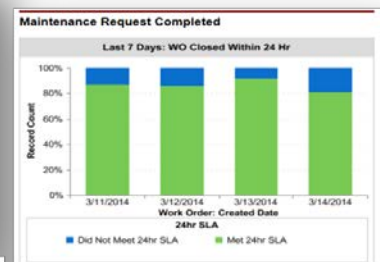 Maintenance Request Completed
Last 7 Days: WO Closed Within 24 Hr
100%
80%
60%
40%
20%
0%
Record Count
3/11/2014 3/12/2014 3/13/2014 3/14/2014
Work Order: Created Date
24hr SLA
Did Not Meet 24hr SLA Met 24hr SLA